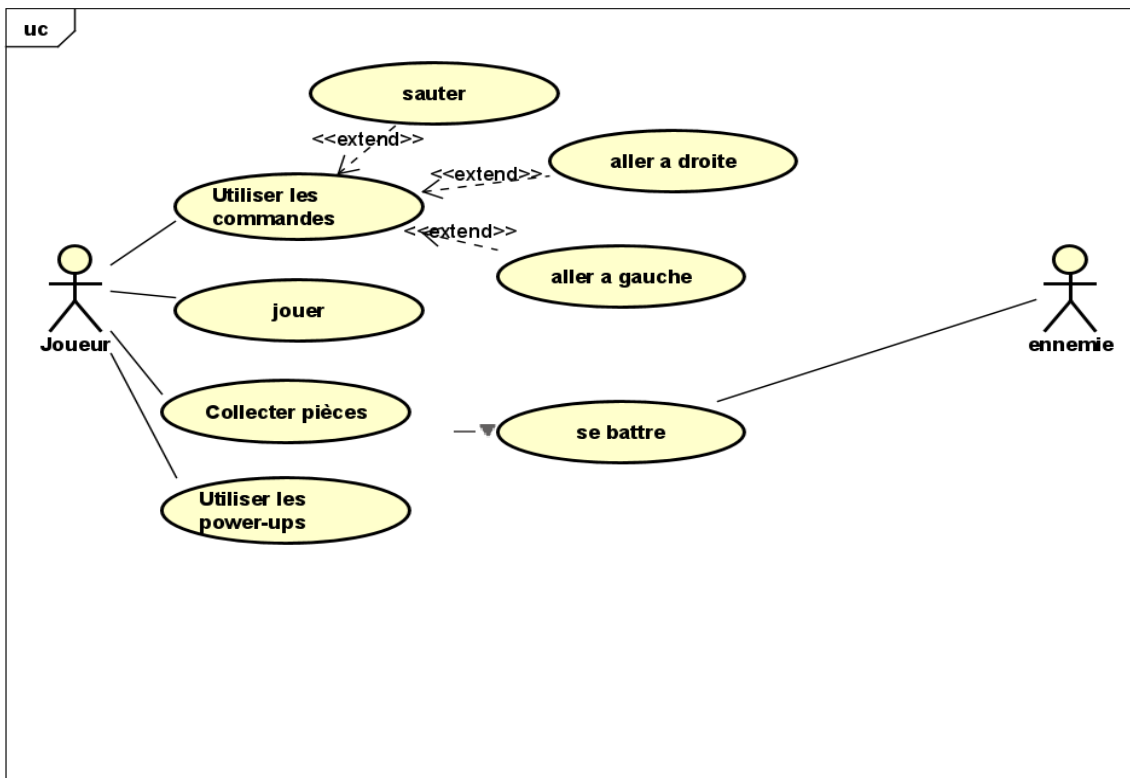 uc
sauter
<<extend>>
aller a droite
<<extend>>
Utiliser les
commandes
<<extend>>
aller a gauche
jouer
Joueur
ennemie
Collecter pièces
se battre
Utiliser les
power-ups